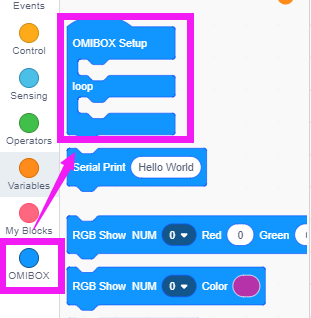 Events
Control
Sensing
Operators
Variables
My Blocks
OMIBOX
OMIBOX Setup
loop
Serial Print Hello World
RGB Show NUM 0 Red 0 Green 0
RGB Show NUM 0 Color